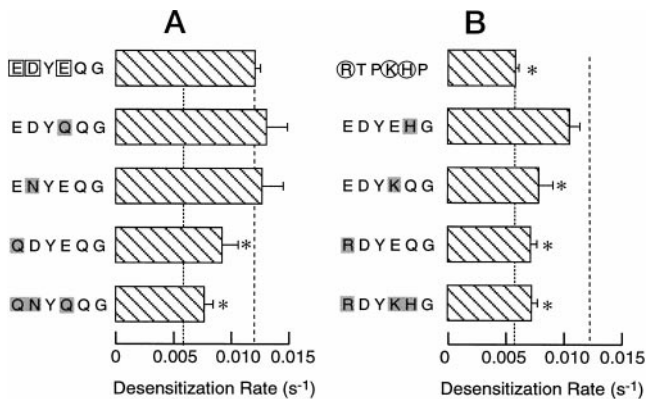 A
EDYEQG
EDYQQG
ENYEQG
QDYEQG
*
QNYQQG
*
0 0.005 0.010 0.015
Desensitization Rate (s-1)
B
RTPKHP
*
EDYEHG
EDYKQG
*
RDYEQG
*
RDYKHG
*
0 0.005 0.010 0.015
Desensitization Rate (s-1)